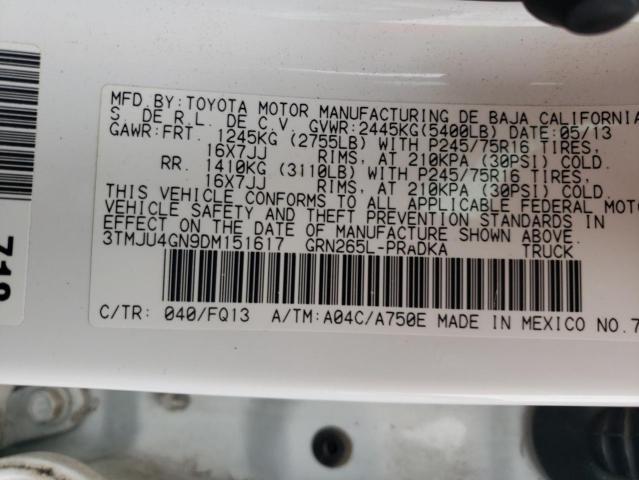 MFD.BY:TOYOTA MOTOR MANUFACTURING DE BAJA CALIFORNIA
S. DE R.L. DE C.V. GVWR:2445KG(5400LB) DATE:05/13
GAWR:FRT. 1245KG (2755LB) WITH P245/75R16 TIRES,
16X7JJ RIMS, AT 210KPA (30PSI) COLD.
RR. 1410KG (3110LB) WITH P245/75R16 TIRES,
16X7JJ RIMS, AT 210KPA (30PSI) COLD.
THIS VEHICLE CONFORMS TO ALL APPLICABLE FEDERAL MOTOR
VEHICLE SAFETY AND THEFT PREVENTION STANDARDS IN
EFFECT ON THE DATE OF MANUFACTURE SHOWN ABOVE.
3TMJU4GN9DM151617 GRN265L-PRADKA TRUCK
C/TR: 040/FQ13 A/TM:A04C/A750E MADE IN MEXICO NO.7